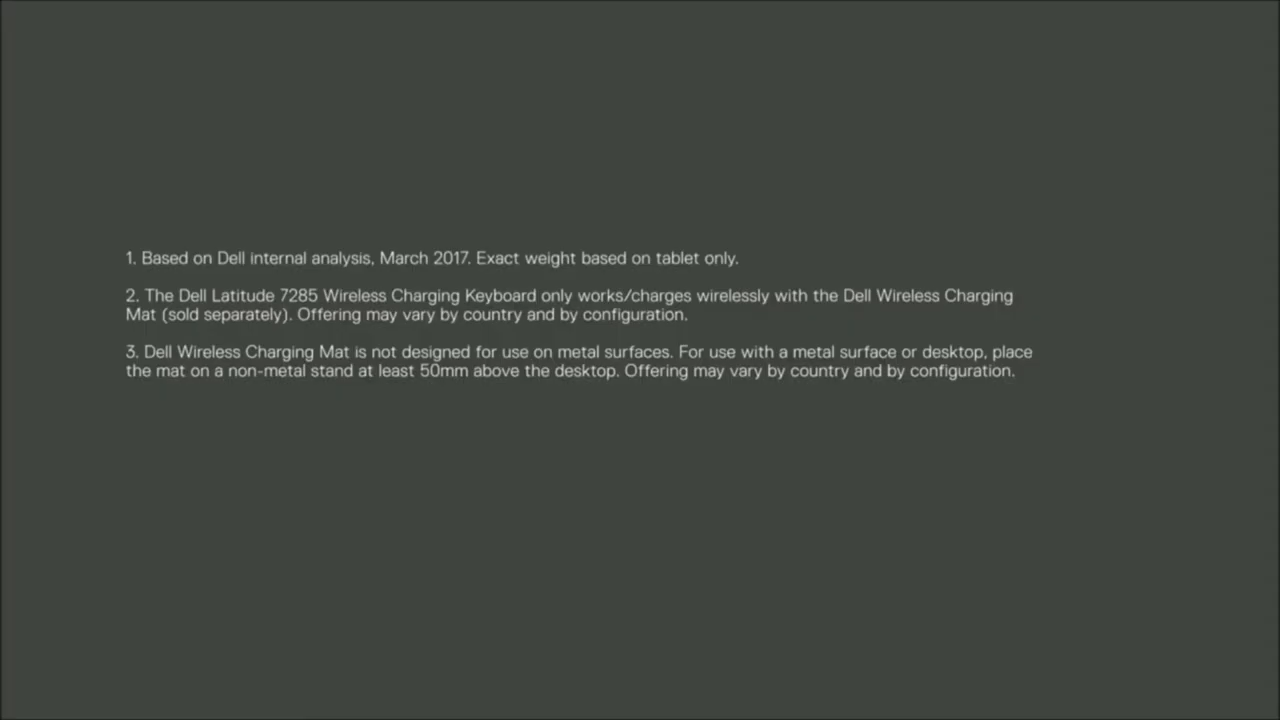 1. Based on Dell internal analysis, March 2017. Exact weight based on tablet only.
2. The Dell Latitude 7285 Wireless Charging Keyboard only works/charges wirelessly with the Dell Wireless Charging
Mat (sold separately). Offering may vary by country and by configuration.
3. Dell Wireless Charging Mat is not designed for use on metal surfaces. For use with a metal surface or desktop, place
the mat on a non-metal stand at least 50mm above the desktop. Offering may vary by country and by configuration.